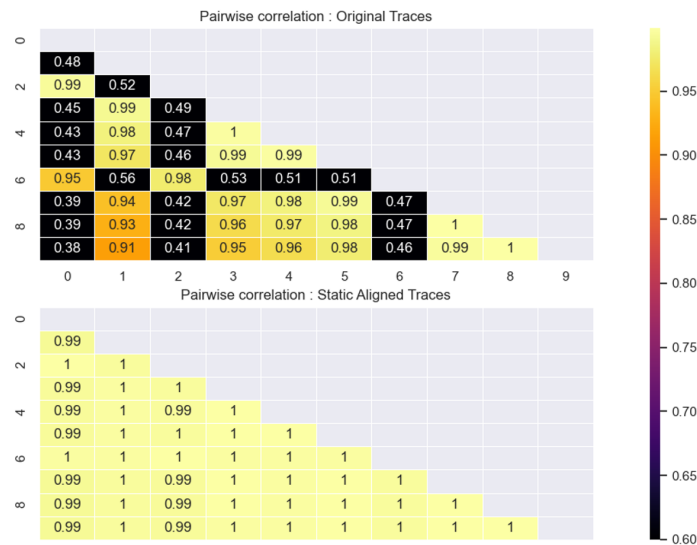 Pairwise correlation : Original Traces
0
0.48
2 0.99 0.52
0.45 0.99 0.49
4 0.43 0.98 0.47 1
0.43 0.97 0.46 0.99 0.99
6 0.95 0.56 0.98 0.53 0.51 0.51
0.39 0.94 0.42 0.97 0.98 0.99 0.47
8 0.39 0.93 0.42 0.96 0.97 0.98 0.47 1
0.38 0.91 0.41 0.95 0.96 0.98 0.46 0.99 1
0 1 2 3 4 5 6 7 8 9
Pairwise correlation : Static Aligned Traces
0
0.99
2 1 1
0.99 1 1
4 0.99 1 0.99 1
0.99 1 1 1 1
6 1 1 1 1 1 1
0.99 1 0.99 1 1 1 1
8 0.99 1 0.99 1 1 1 1 1
0.99 1 0.99 1 1 1 1 1 1
0.95
0.90
0.85
0.80
0.75
0.70
0.65
0.60